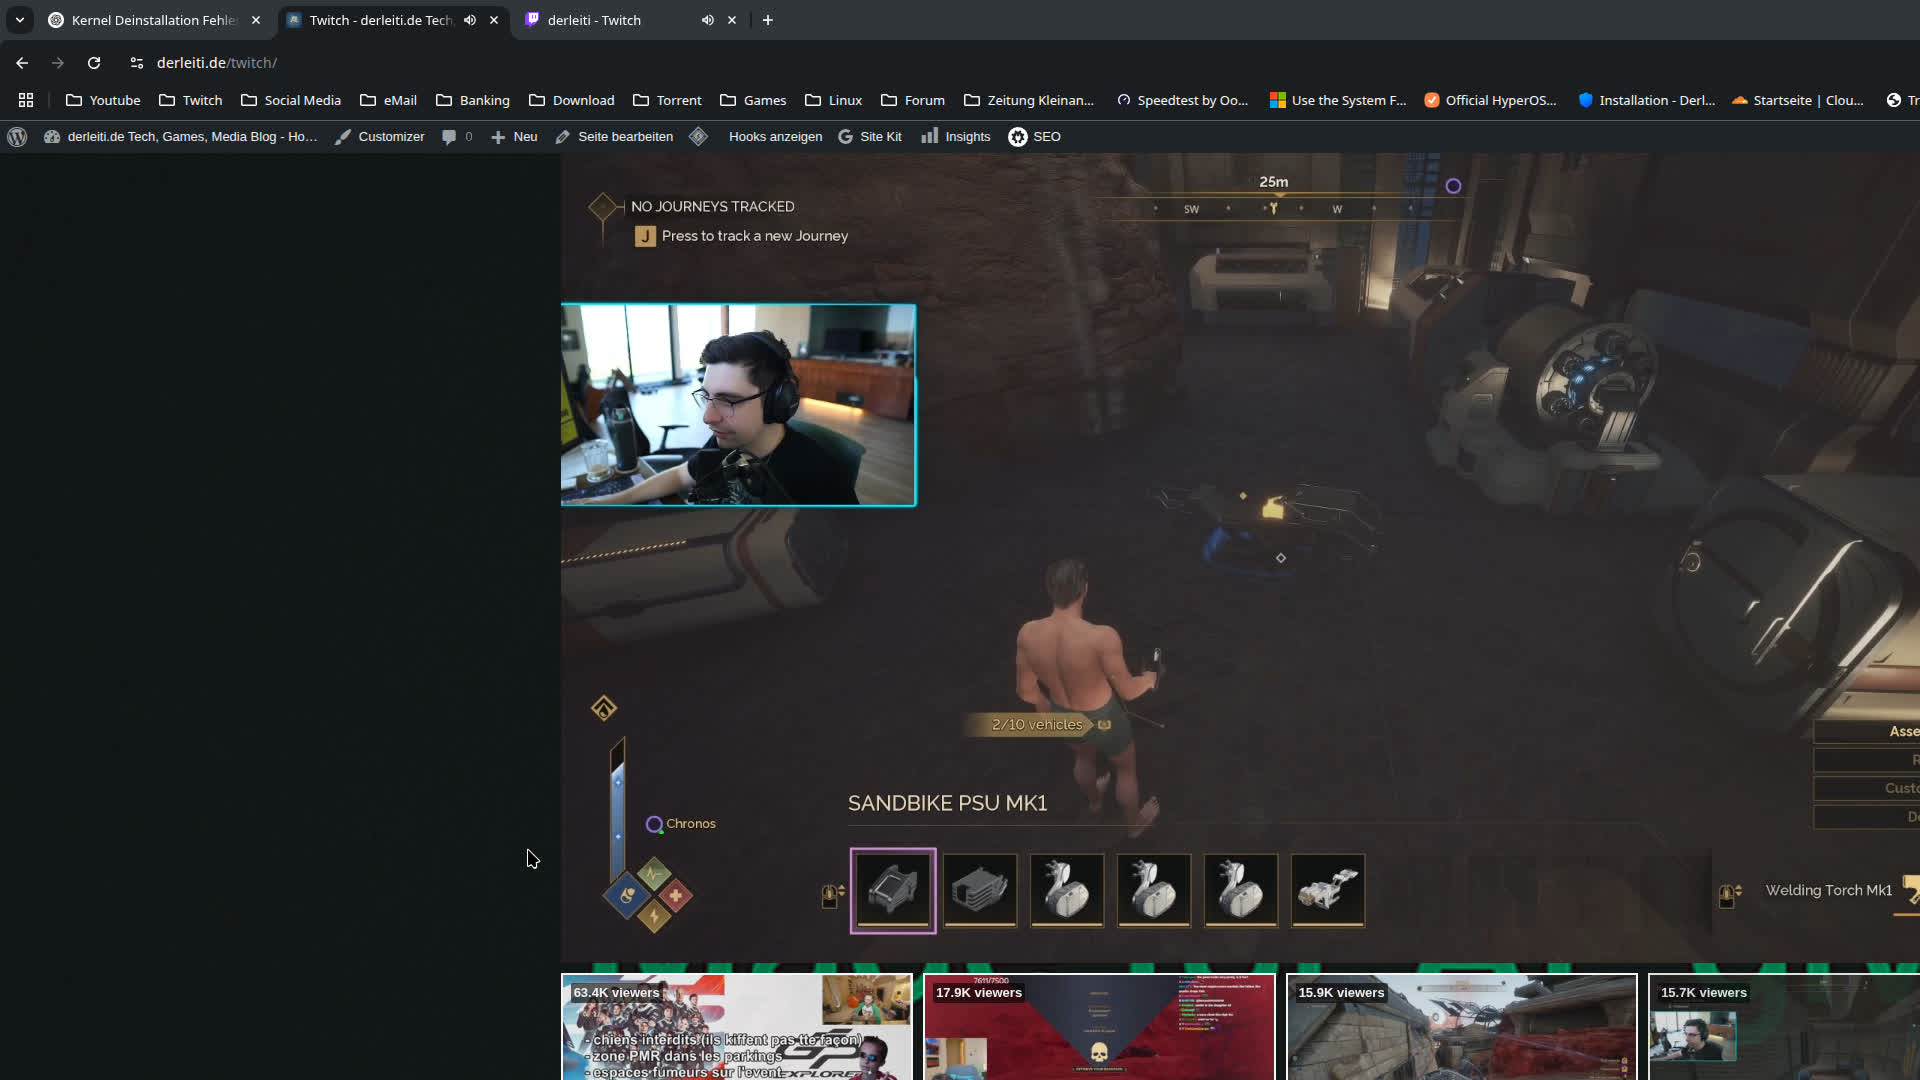 Kernel Deinstallation Fehle
Twitch - derleiti.de Tech,
derleiti - Twitch
derleiti.de/twitch/
Youtube
Twitch
Social Media
eMail
Banking
Download
Torrent
Games
Linux
Forum
Zeitung Kleinan...
Speedtest by Oo...
Use the System F...
Official HyperOS...
Installation - Derl...
Startseite | Clou...
Tr
derleiti.de Tech, Games, Media Blog - Ho...
Customizer
0
Neu
Seite bearbeiten
Hooks anzeigen
Site Kit
Insights
SEO
25m
SW
W
NO JOURNEYS TRACKED
J Press to track a new Journey
2/10 vehicles
Asse
R
Custo
De
SANDBIKE PSU MK1
Chronos
Welding Torch Mk1
63.4K viewers
- chiens interdits (ils kiffent pas tte façon)
- zone PMR dans les parkings
- espaces fumeurs sur l'event
GP
EXPLORER
7611/7500
17.9K viewers
15.9K viewers
15.7K viewers